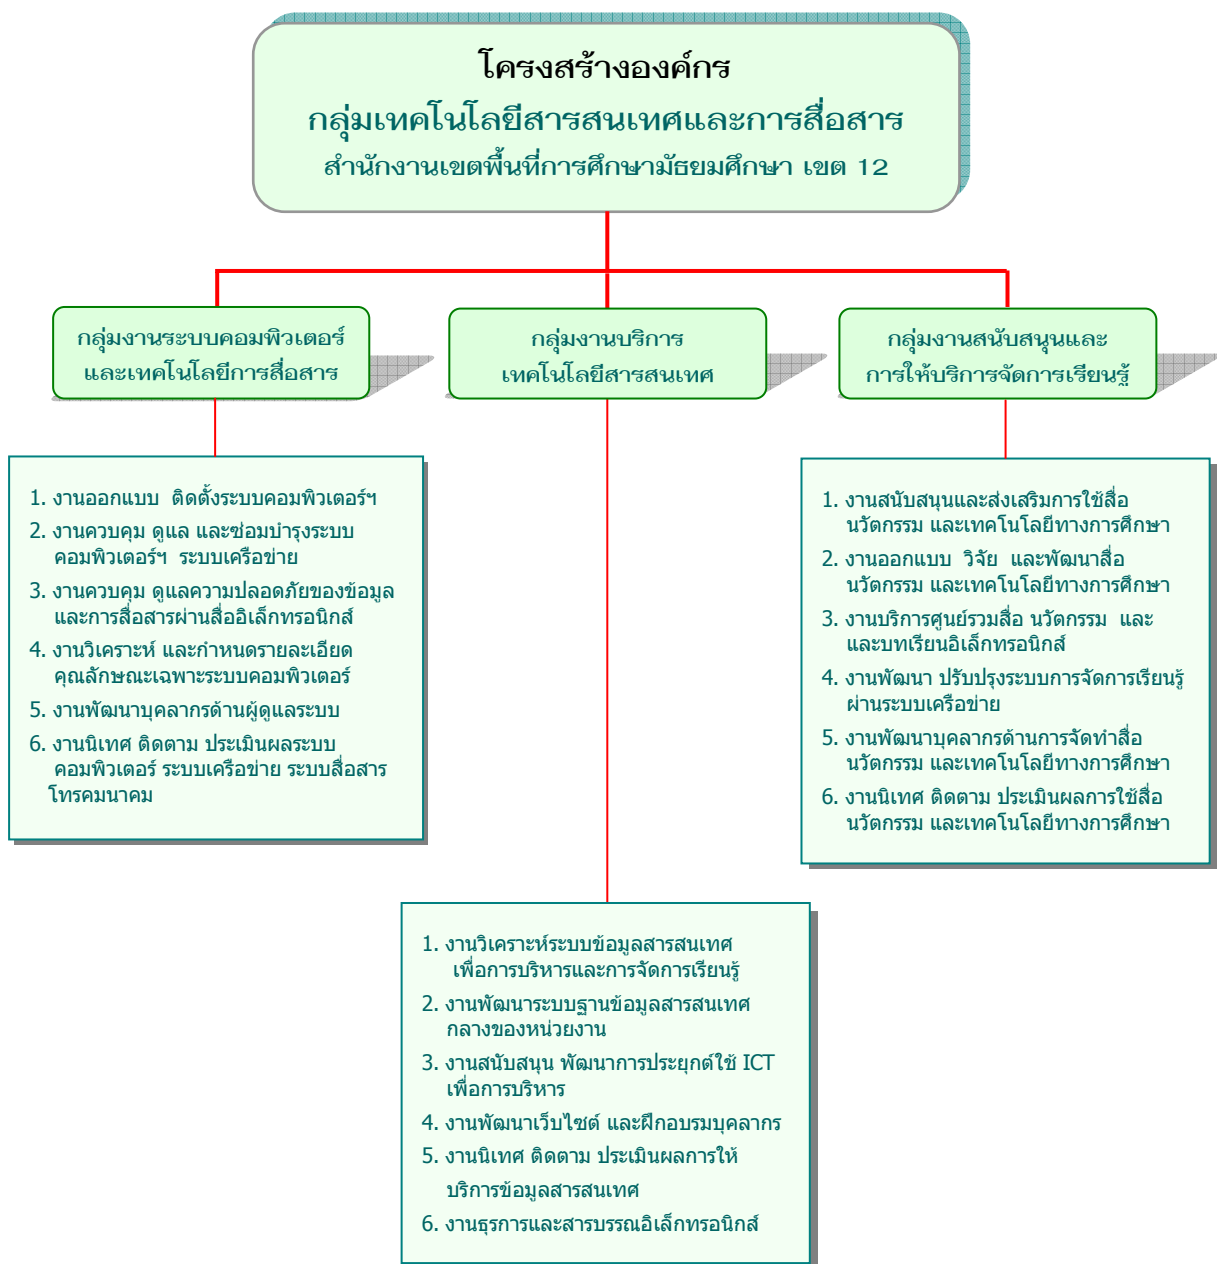 โครงสร้างองค์กร
กลุ่มเทคโนโลยีสารสนเทศและการสื่อสาร
สำนักงานเขตพื้นที่การศึกษามัธยมศึกษา เขต 12
กลุ่มงานระบบคอมพิวเตอร์
และเทคโนโลยีการสื่อสาร
กลุ่มงานบริการ
เทคโนโลยีสารสนเทศ
กลุ่มงานสนับสนุนและ
การให้บริการจัดการเรียนรู้
1. งานออกแบบ ติดตั้งระบบคอมพิวเตอร์ฯ
2. งานควบคุม ดูแล และซ่อมบำรุงระบบ
คอมพิวเตอร์ฯ ระบบเครือข่าย
3. งานควบคุม ดูแลความปลอดภัยของข้อมูล
และการสื่อสารผ่านสื่ออิเล็กทรอนิกส์
4. งานวิเคราะห์ และกำหนดรายละเอียด
คุณลักษณะเฉพาะระบบคอมพิวเตอร์
5. งานพัฒนาบุคลากรด้านผู้ดูแลระบบ
6. งานนิเทศ ติดตาม ประเมินผลระบบ
คอมพิวเตอร์ ระบบเครือข่าย ระบบสื่อสาร
โทรคมนาคม
1. งานสนับสนุนและส่งเสริมการใช้สื่อ
นวัตกรรม และเทคโนโลยีทางการศึกษา
2. งานออกแบบ วิจัย และพัฒนาสื่อ
นวัตกรรม และเทคโนโลยีทางการศึกษา
3. งานบริการศูนย์รวมสื่อ นวัตกรรม และ
และบทเรียนอิเล็กทรอนิกส์
4. งานพัฒนา ปรับปรุงระบบการจัดการเรียนรู้
ผ่านระบบเครือข่าย
5. งานพัฒนาบุคลากรด้านการจัดทำสื่อ
นวัตกรรม และเทคโนโลยีทางการศึกษา
6. งานนิเทศ ติดตาม ประเมินผลการใช้สื่อ
นวัตกรรม และเทคโนโลยีทางการศึกษา
1. งานวิเคราะห์ระบบข้อมูลสารสนเทศ
เพื่อการบริหารและการจัดการเรียนรู้
2. งานพัฒนาระบบฐานข้อมูลสารสนเทศ
กลางของหน่วยงาน
3. งานสนับสนุน พัฒนาการประยุกต์ใช้ ICT
เพื่อการบริหาร
4. งานพัฒนาเว็บไซต์ และฝึกอบรมบุคลากร
5. งานนิเทศ ติดตาม ประเมินผลการให้
บริการข้อมูลสารสนเทศ
6. งานธุรการและสารบรรณอิเล็กทรอนิกส์